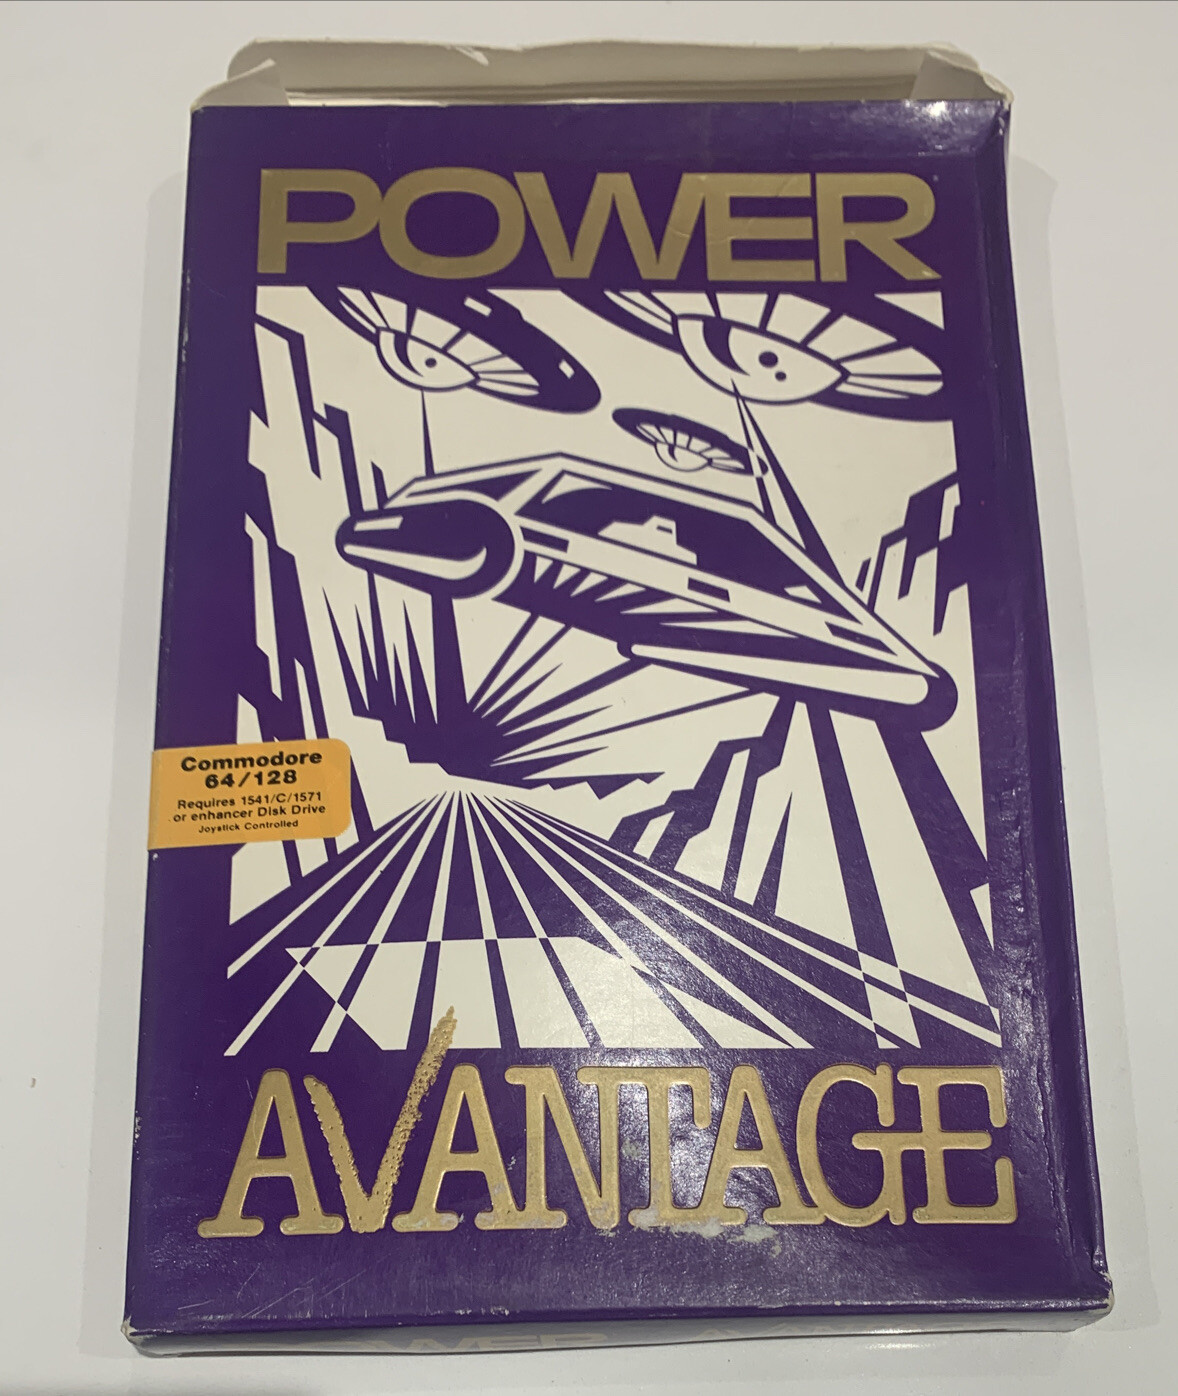 POWER
Commodore
64/128
Requires 1541/C/1571
or enhancer Disk Drive
Joystick Controlled
AVANTAGE